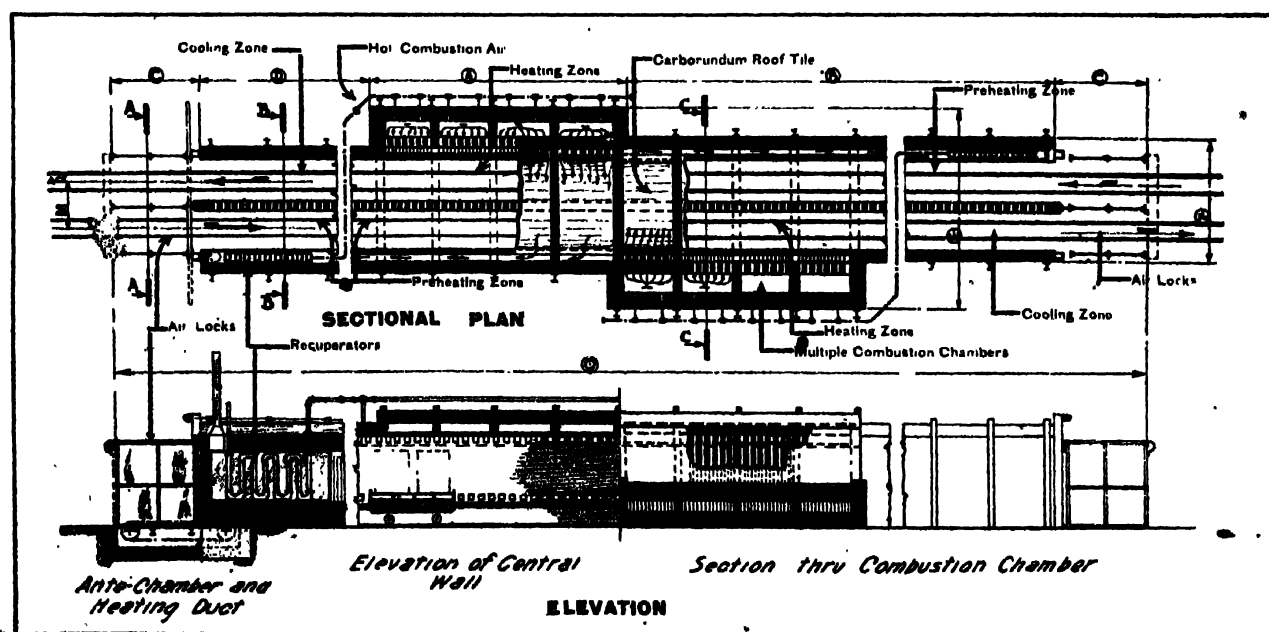 Cooling Zone
Hot Combustion Air
Heating Zone
Carborundum Roof Tile
Preheating Zone
C
D
A
C
A
B
C
A
B
C
Preheating Zone
Air Locks
SECTIONAL PLAN
Air Locks
Recuperators
Heating Zone
Multiple Combustion Chambers
Cooling Zone
Ante-Chamber and
Heating Duct
Elevation of Central
Wall
Section thru Combustion Chamber
ELEVATION